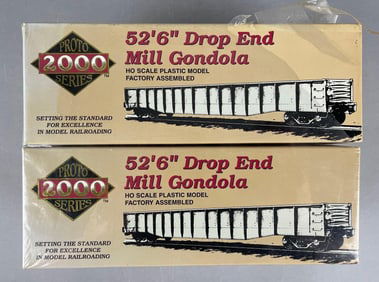 PROTO
2000
SERIES
52'6" Drop End
Mill Gondola
HO SCALE PLASTIC MODEL
FACTORY ASSEMBLED
SETTING THE STANDARD
FOR EXCELLENCE
IN MODEL RAILROADING
PROTO
2000
SERIES
52'6" Drop End
Mill Gondola
HO SCALE PLASTIC MODEL
FACTORY ASSEMBLED
SETTING THE STANDARD
FOR EXCELLENCE
IN MODEL RAILROADING